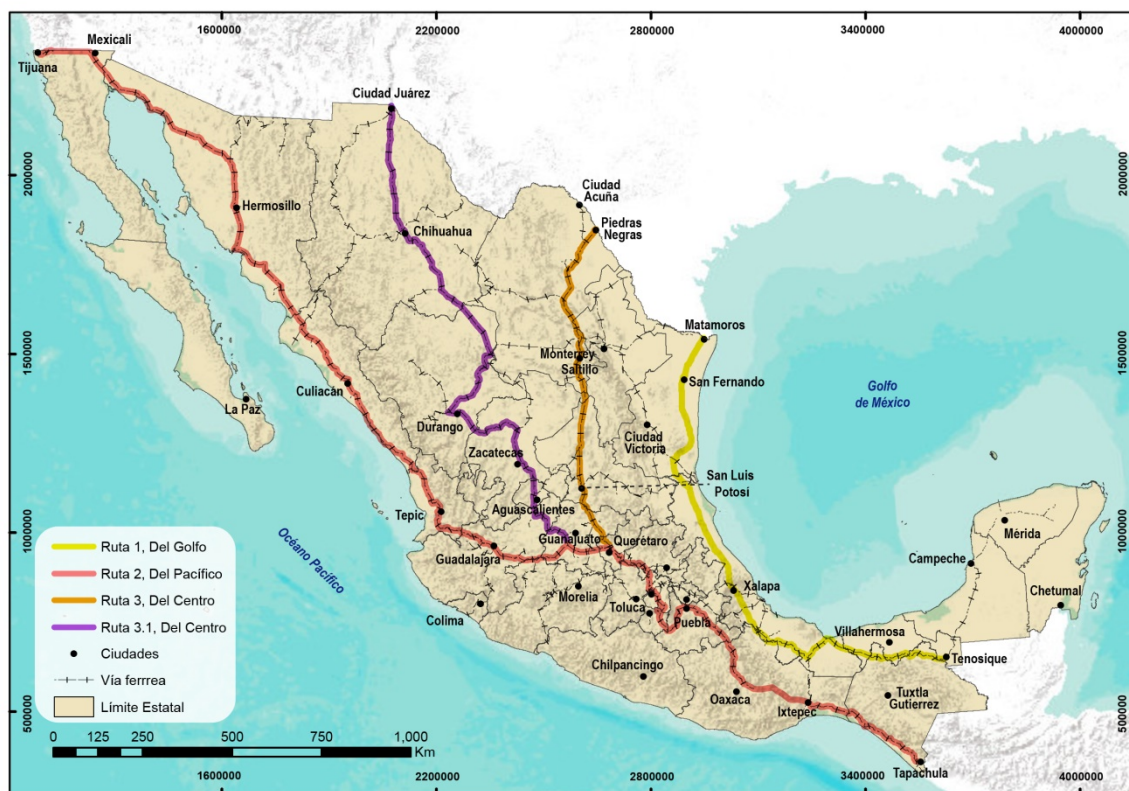 1600000
2200000
2800000
3400000
4000000
Mexicali
Tijuana
Ciudad Juárez
2000000
2000000
Ciudad
Acuña
Hermosillo
Piedras
Negras
Chihuahua
Matamoros
1500000
1500000
Monterrey
Saltillo
San Fernando
Golfo
de México
Culiacán
La Paz
Durango
Ciudad
Victoria
Zacatecas
San Luis
Potosí
Aguascalientes
Tepic
1000000
1000000
Guanajuato
Querétaro
Mérida
Océano Pacífico
Guadalajara
Campeche
Morelia
Xalapa
Chetumal
Colima
Toluca
Puebla
Villahermosa
Tenosique
Chilpancingo
Oaxaca
Ixtepec
Tuxtla
Gutierrez
500000
500000
Tapachula
Ruta 1, Del Golfo
Ruta 2, Del Pacífico
Ruta 3, Del Centro
Ruta 3.1, Del Centro
Ciudades
Vía ferrrea
Límite Estatal
0 125 250 500 750 1,000
Km
1600000
2200000
2800000
3400000
4000000